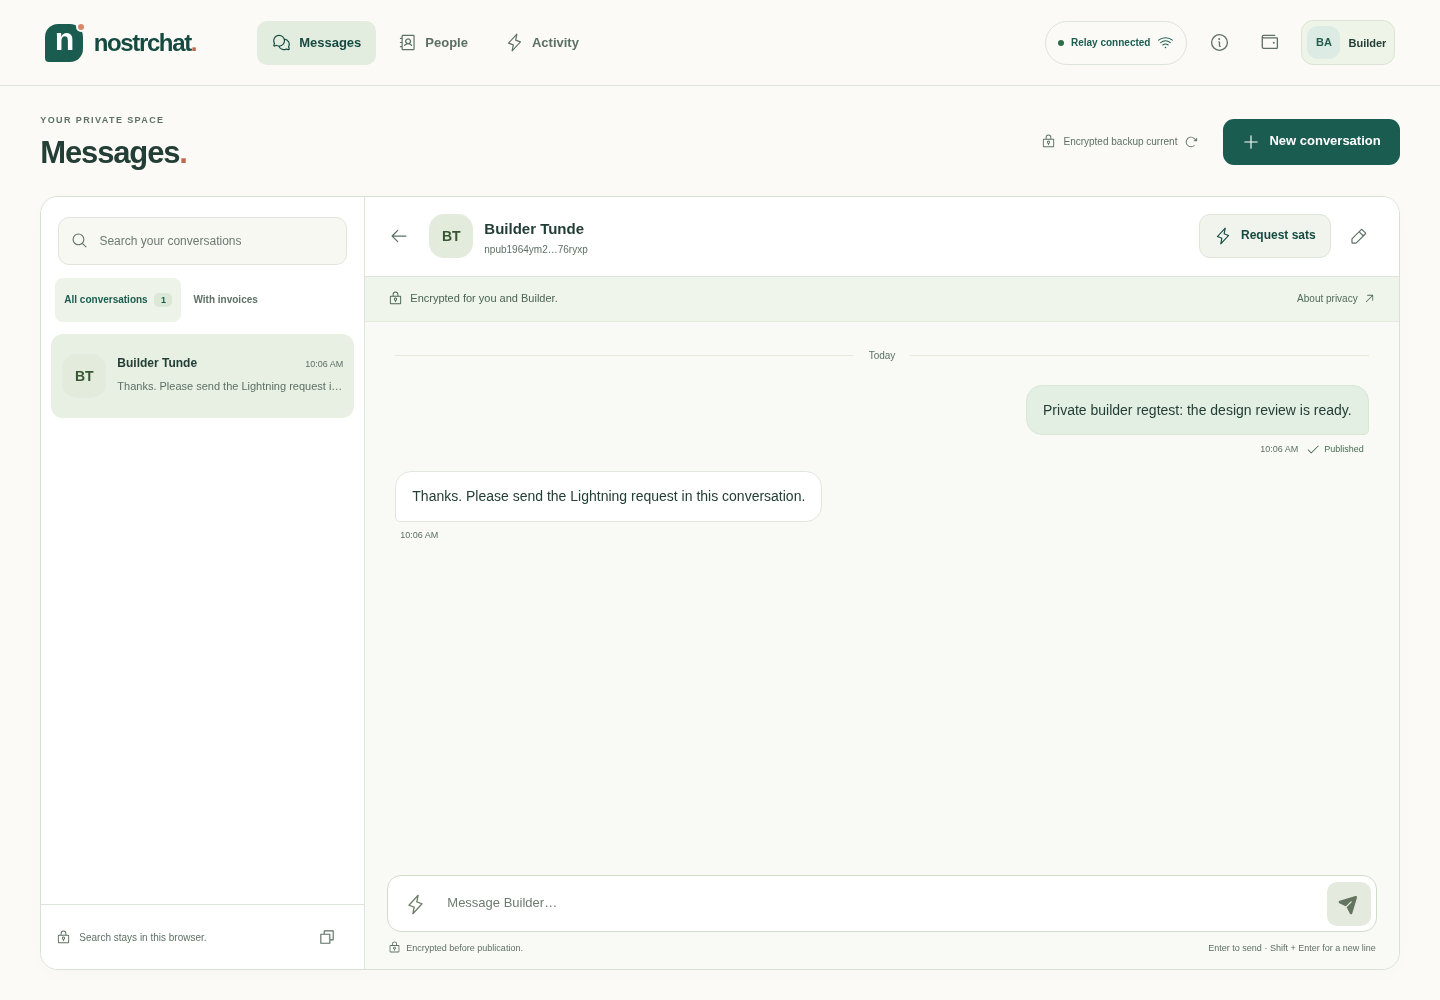 n nostrchat.
Messages
People
Activity
Relay connected
BA Builder
YOUR PRIVATE SPACE
Messages.
Encrypted backup current
New conversation
Search your conversations
All conversations 1
With invoices
BT
Builder Tunde
10:06 AM
Thanks. Please send the Lightning request i…
Search stays in this browser.
BT
Builder Tunde
npub1964ym2…76ryxp
Request sats
Encrypted for you and Builder.
About privacy
Today
Private builder regtest: the design review is ready.
10:06 AM Published
Thanks. Please send the Lightning request in this conversation.
10:06 AM
Message Builder…
Encrypted before publication.
Enter to send · Shift + Enter for a new line